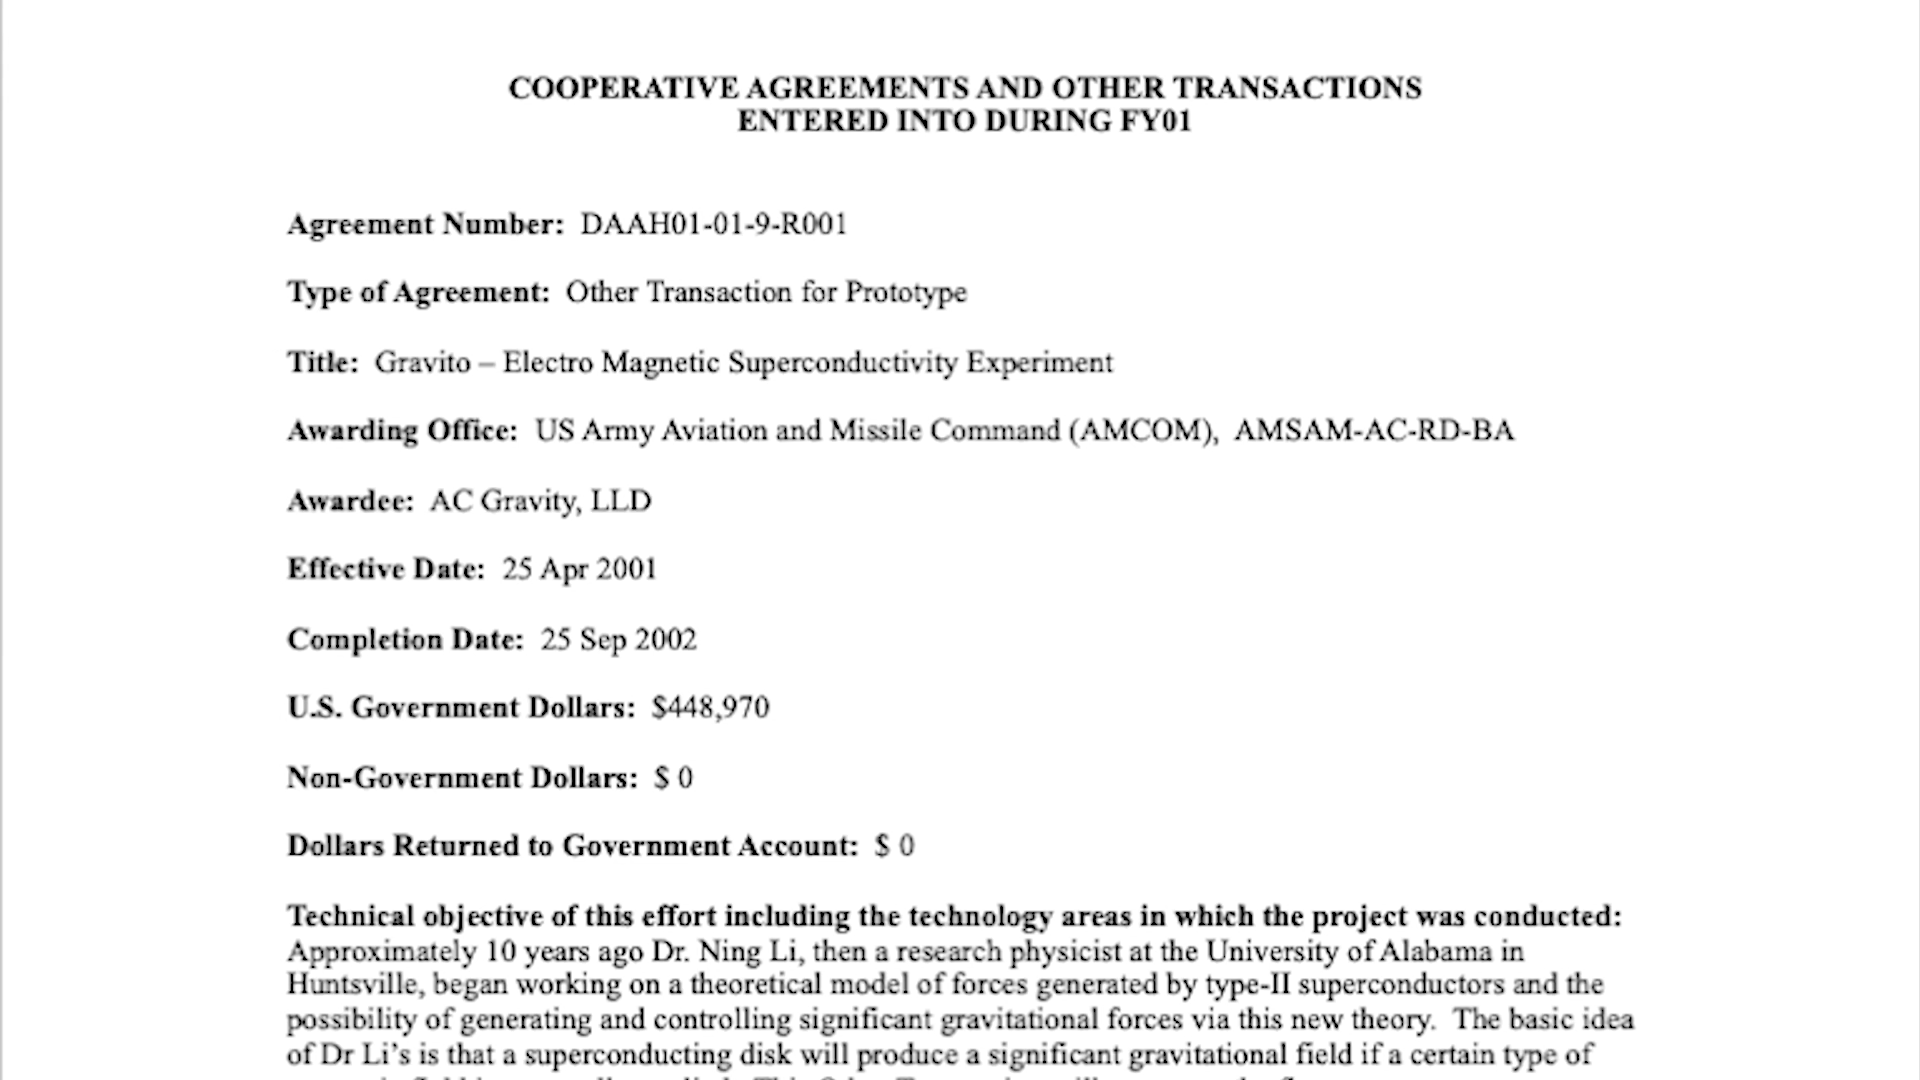 COOPERATIVE AGREEMENTS AND OTHER TRANSACTIONS
ENTERED INTO DURING FY01
Agreement Number: DAAH01-01-9-R001
Type of Agreement: Other Transaction for Prototype
Title: Gravito – Electro Magnetic Superconductivity Experiment
Awarding Office: US Army Aviation and Missile Command (AMCOM), AMSAM-AC-RD-BA
Awardee: AC Gravity, LLD
Effective Date: 25 Apr 2001
Completion Date: 25 Sep 2002
U.S. Government Dollars: $448,970
Non-Government Dollars: $ 0
Dollars Returned to Government Account: $ 0
Technical objective of this effort including the technology areas in which the project was conducted:
Approximately 10 years ago Dr. Ning Li, then a research physicist at the University of Alabama in
Huntsville, began working on a theoretical model of forces generated by type-II superconductors and the
possibility of generating and controlling significant gravitational forces via this new theory. The basic idea
of Dr Li's is that a superconducting disk will produce a significant gravitational field if a certain type of